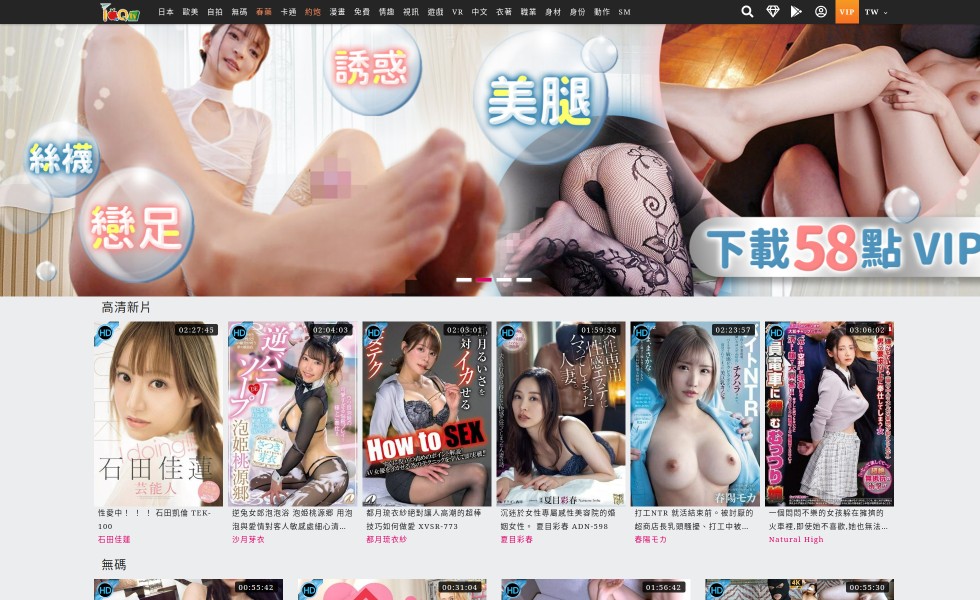 日本 歐美 自拍 無碼 春藥 卡通 約炮 漫畫 免費 情趣 視訊 遊戲 VR 中文 衣著 職業 身材 身份 動作 SM
VIP TW
誘惑
美腿
絲襪
戀足
下載58點 VIP
高清新片
HD 02:27:45
HD 02:04:03
HD 02:03:01
HD 01:59:36
HD 02:23:57
HD 03:06:02
石田佳蓮
芸能人
逆バニーソープ
泡姫桃源郷
How to SEX
夏目彩春
春陽モカ
性愛中！ ！ ！ 石田凱倫 TEK-
100
石田佳蓮
逆兔女郎泡泡浴 泡姬桃源鄉 用泡
泡與愛情對客人敏感處細心清...
沙月芽衣
都月琉衣紗絕對讓人高潮的超棒
技巧如何做愛 XVSR-773
都月琉衣紗
沉迷於女性專屬感性美容院的婚
姻女性。 夏目彩春 ADN-598
夏目彩春
打工NTR 就活結束前。被討厭的
超商店長乳頭騷擾、打工中被...
春陽モカ
一個悶悶不樂的女孩躲在擁擠的
火車裡,即使她不喜歡,她也無法...
Natural High
無碼
HD 00:55:42
HD 00:31:04
HD 01:56:42
HD 00:55:30